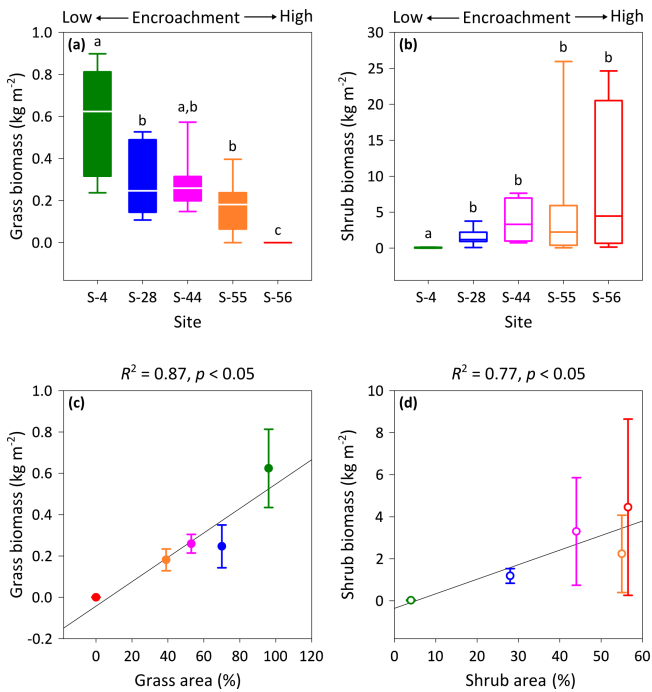 Low ← Encroachment → High
Low ← Encroachment → High
(a)
a
b
a,b
b
c
1.0
0.8
0.6
0.4
0.2
0.0
Grass biomass (kg m⁻²)
S-4 S-28 S-44 S-55 S-56
Site
(b)
a
b
b
b
b
30
25
20
15
10
5
0
Shrub biomass (kg m⁻²)
S-4 S-28 S-44 S-55 S-56
Site
R² = 0.87, p < 0.05
(c)
1.0
0.8
0.6
0.4
0.2
0.0
-0.2
Grass biomass (kg m⁻²)
0 20 40 60 80 100 120
Grass area (%)
R² = 0.77, p < 0.05
(d)
10
8
6
4
2
0
Shrub biomass (kg m⁻²)
0 10 20 30 40 50 60
Shrub area (%)